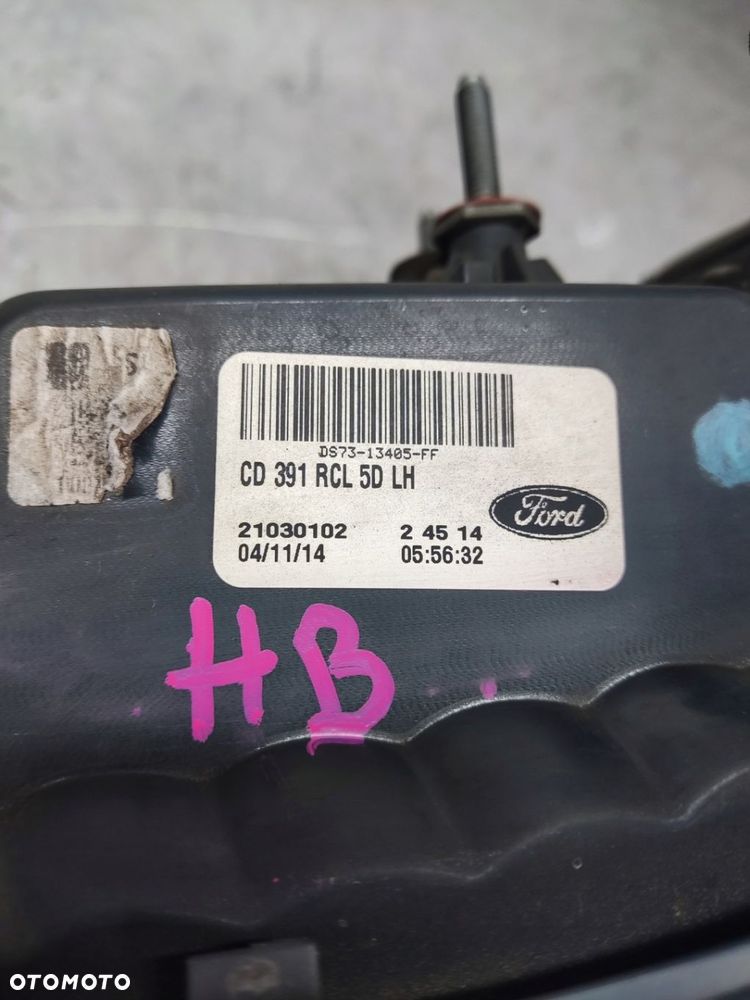 DS73-13405-FF
CD 391 RCL 5D LH
21030102 2 45 14
04/11/14 05:56:32
Ford
HB
OTOMOTO